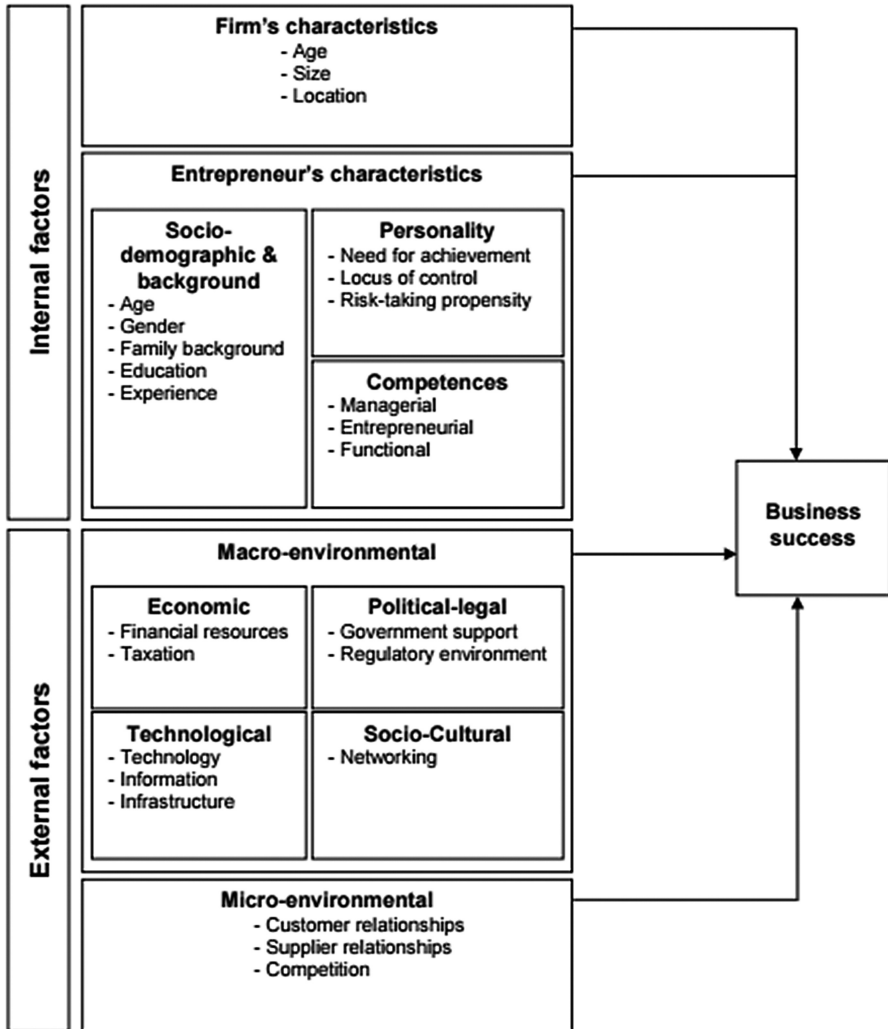 Internal factors
Firm's characteristics
- Age
- Size
- Location
Entrepreneur's characteristics
Socio-
demographic &
background
- Age
- Gender
- Family background
- Education
- Experience
Personality
- Need for achievement
- Locus of control
- Risk-taking propensity
Competences
- Managerial
- Entrepreneurial
- Functional
External factors
Macro-environmental
Economic
- Financial resources
- Taxation
Political-legal
- Government support
- Regulatory environment
Technological
- Technology
- Information
- Infrastructure
Socio-Cultural
- Networking
Micro-environmental
- Customer relationships
- Supplier relationships
- Competition
Business
success